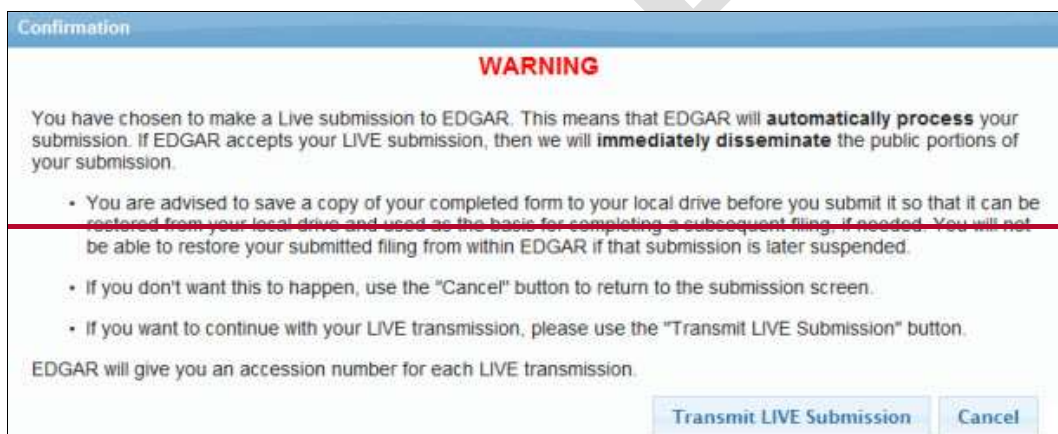 Confirmation
WARNING
You have chosen to make a Live submission to EDGAR. This means that EDGAR will automatically process your
submission. If EDGAR accepts your LIVE submission, then we will immediately disseminate the public portions of
your submission.
• You are advised to save a copy of your completed form to your local drive before you submit it so that it can be
restored from your local drive and used as the basis for completing a subsequent filing, if needed. You will not
be able to restore your submitted filing from within EDGAR if that submission is later suspended.
• If you don't want this to happen, use the "Cancel" button to return to the submission screen.
• If you want to continue with your LIVE transmission, please use the "Transmit LIVE Submission" button.
EDGAR will give you an accession number for each LIVE transmission.
Transmit LIVE Submission Cancel